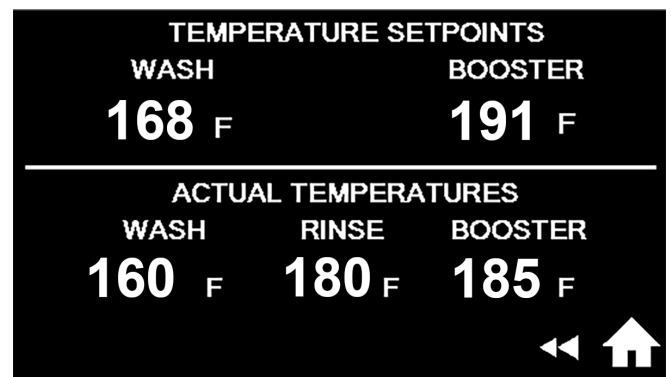 TEMPERATURE SETPOINTS
WASH BOOSTER
168 F 191 F
ACTUAL TEMPERATURES
WASH RINSE BOOSTER
160 F 180 F 185 F